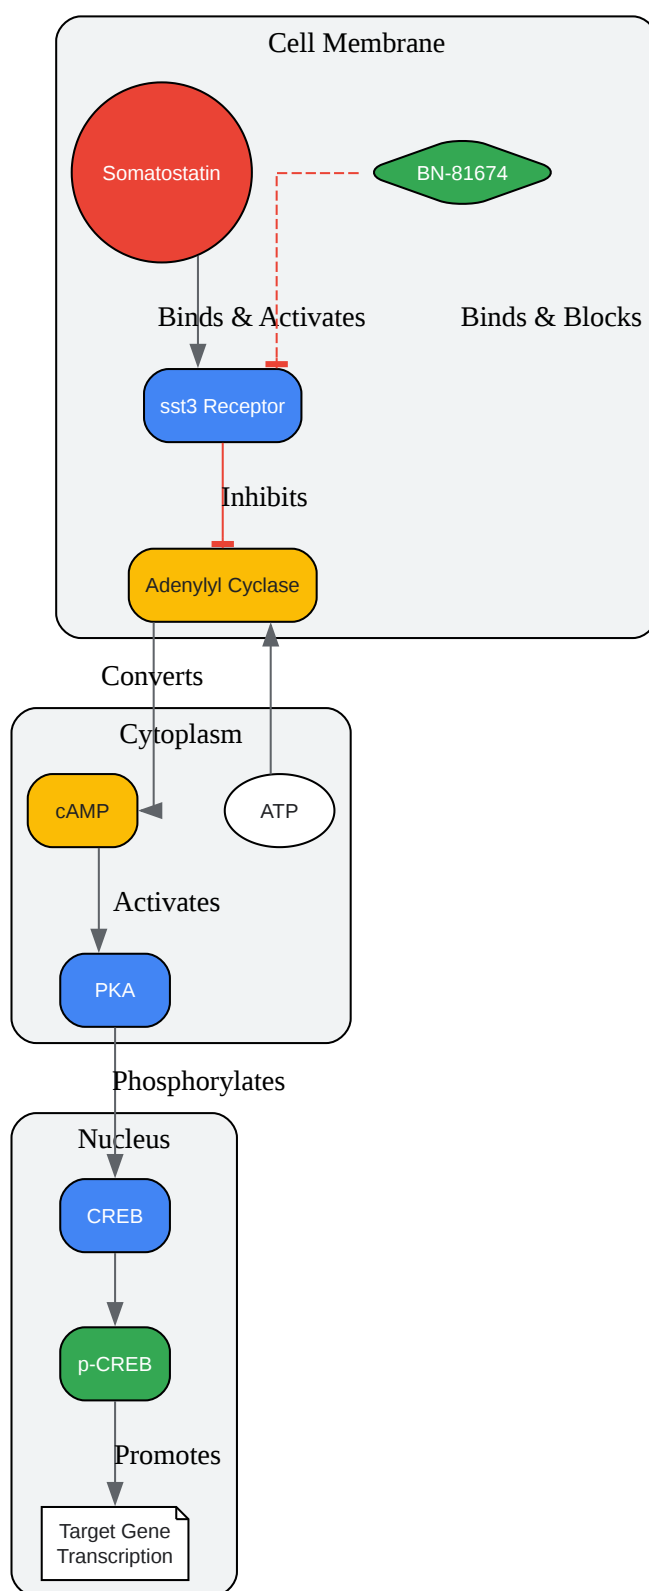 Cell Membrane
Somatostatin
BN-81674
Binds & Activates
Binds & Blocks
sst3 Receptor
Inhibits
Adenylyl Cyclase
Converts
Cytoplasm
cAMP
ATP
Activates
PKA
Phosphorylates
Nucleus
CREB
p-CREB
Promotes
Target Gene
Transcription